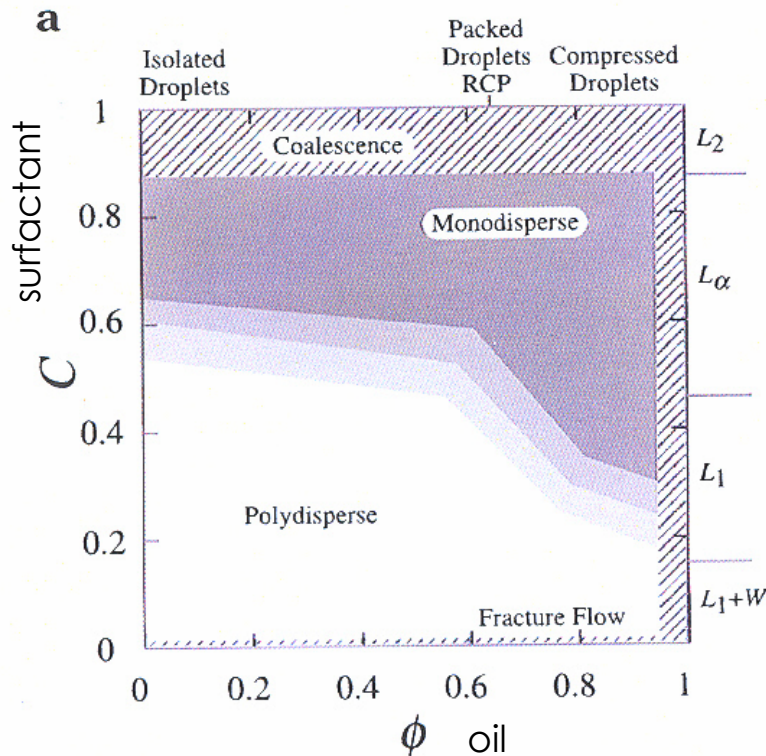 a
Isolated
Droplets
Packed
Droplets
RCP
Compressed
Droplets
surfactant
C
1
0.8
0.6
0.4
0.2
0
Coalescence
Monodisperse
Polydisperse
Fracture Flow
L2
Lα
L1
L1+W
0
0.2
0.4
0.6
0.8
1
ϕ oil